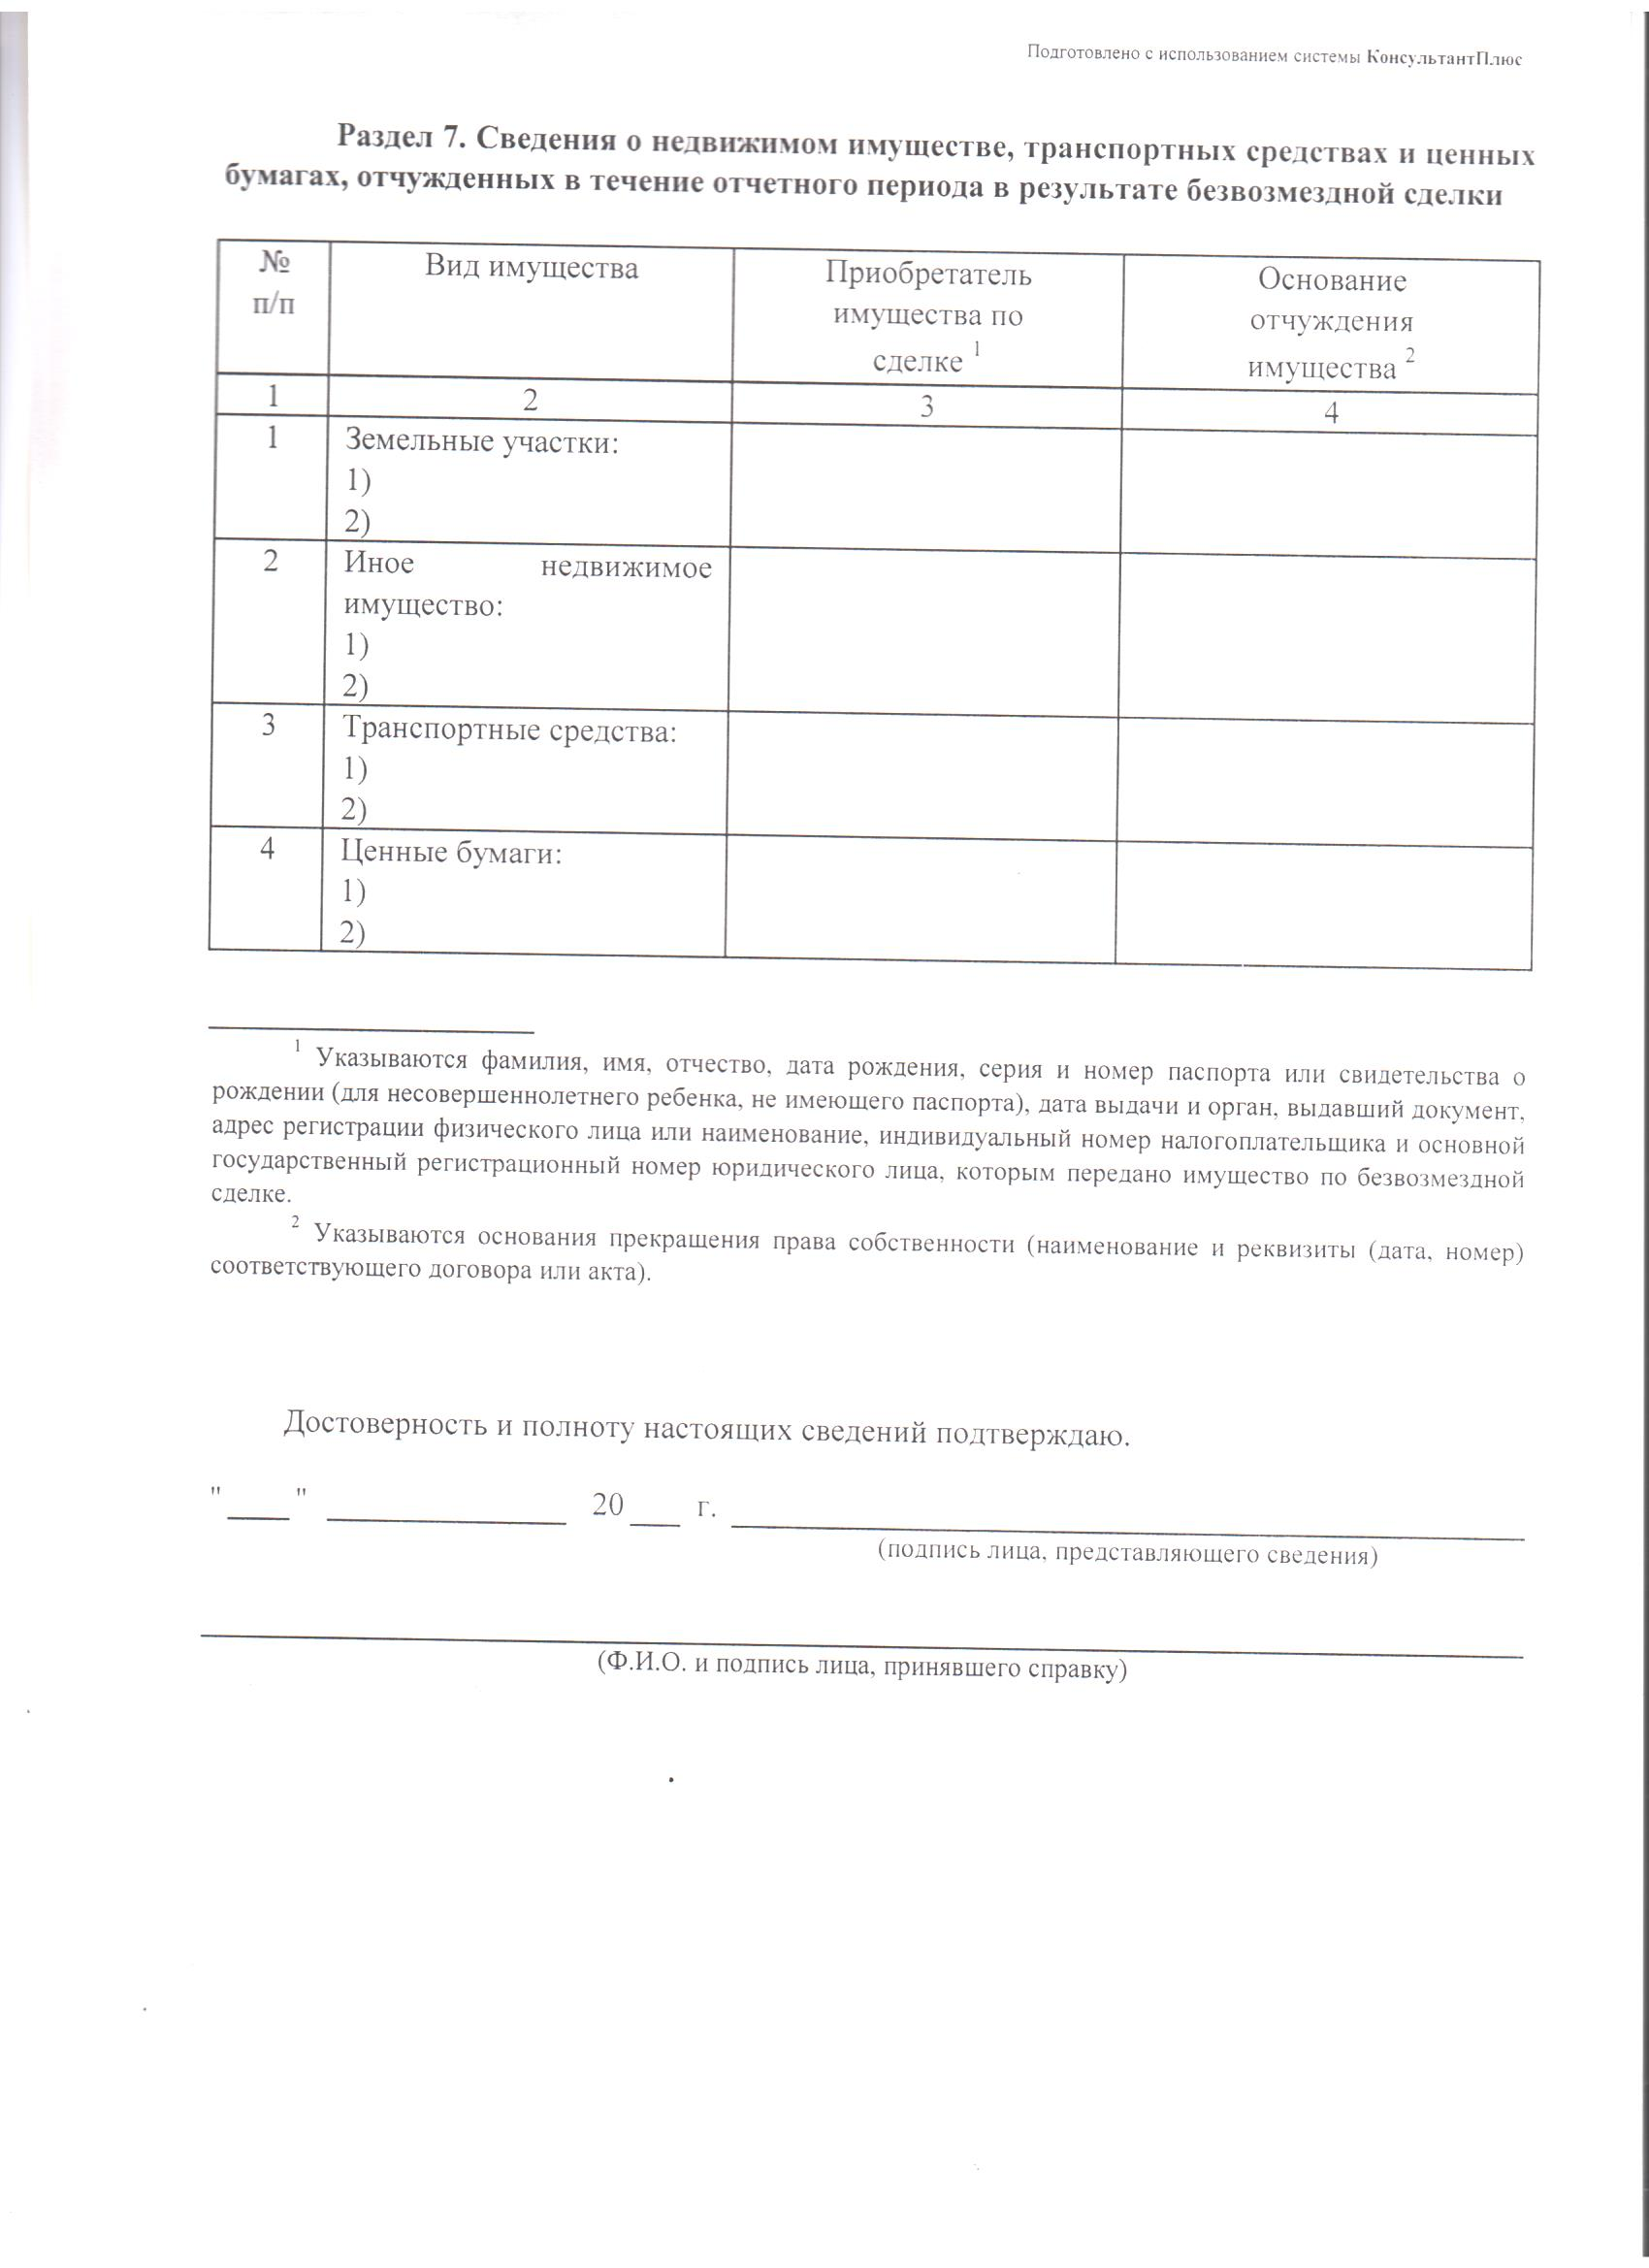 Подготовлено с использованием системы КонсультантПлюс
Раздел 7. Сведения о недвижимом имуществе, транспортных средствах и ценных
бумагах, отчужденных в течение отчетного периода в результате безвозмездной сделки
№
п/п
Вид имущества
Приобретатель
имущества по
сделке 1
Основание
отчуждения
имущества 2
1
2
3
4
1
Земельные участки:
1)
2)
2
Иное недвижимое
имущество:
1)
2)
3
Транспортные средства:
1)
2)
4
Ценные бумаги:
1)
2)
1 Указываются фамилия, имя, отчество, дата рождения, серия и номер паспорта или свидетельства о
рождении (для несовершеннолетнего ребенка, не имеющего паспорта), дата выдачи и орган, выдавший документ,
адрес регистрации физического лица или наименование, индивидуальный номер налогоплательщика и основной
государственный регистрационный номер юридического лица, которым передано имущество по безвозмездной
сделке.
2 Указываются основания прекращения права собственности (наименование и реквизиты (дата, номер)
соответствующего договора или акта).
Достоверность и полноту настоящих сведений подтверждаю.
"____" _______________ 20___ г. ____________________
(подпись лица, представляющего сведения)
(Ф.И.О. и подпись лица, принявшего справку)